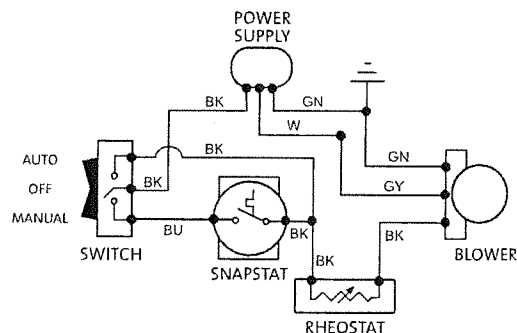 POWER
SUPPLY
BK
GN
W
BK
AUTO
GN
OFF
BK
GY
MANUAL
BU
BK
BK
SWITCH
SNAPSTAT
BK
BLOWER
RHEOSTAT